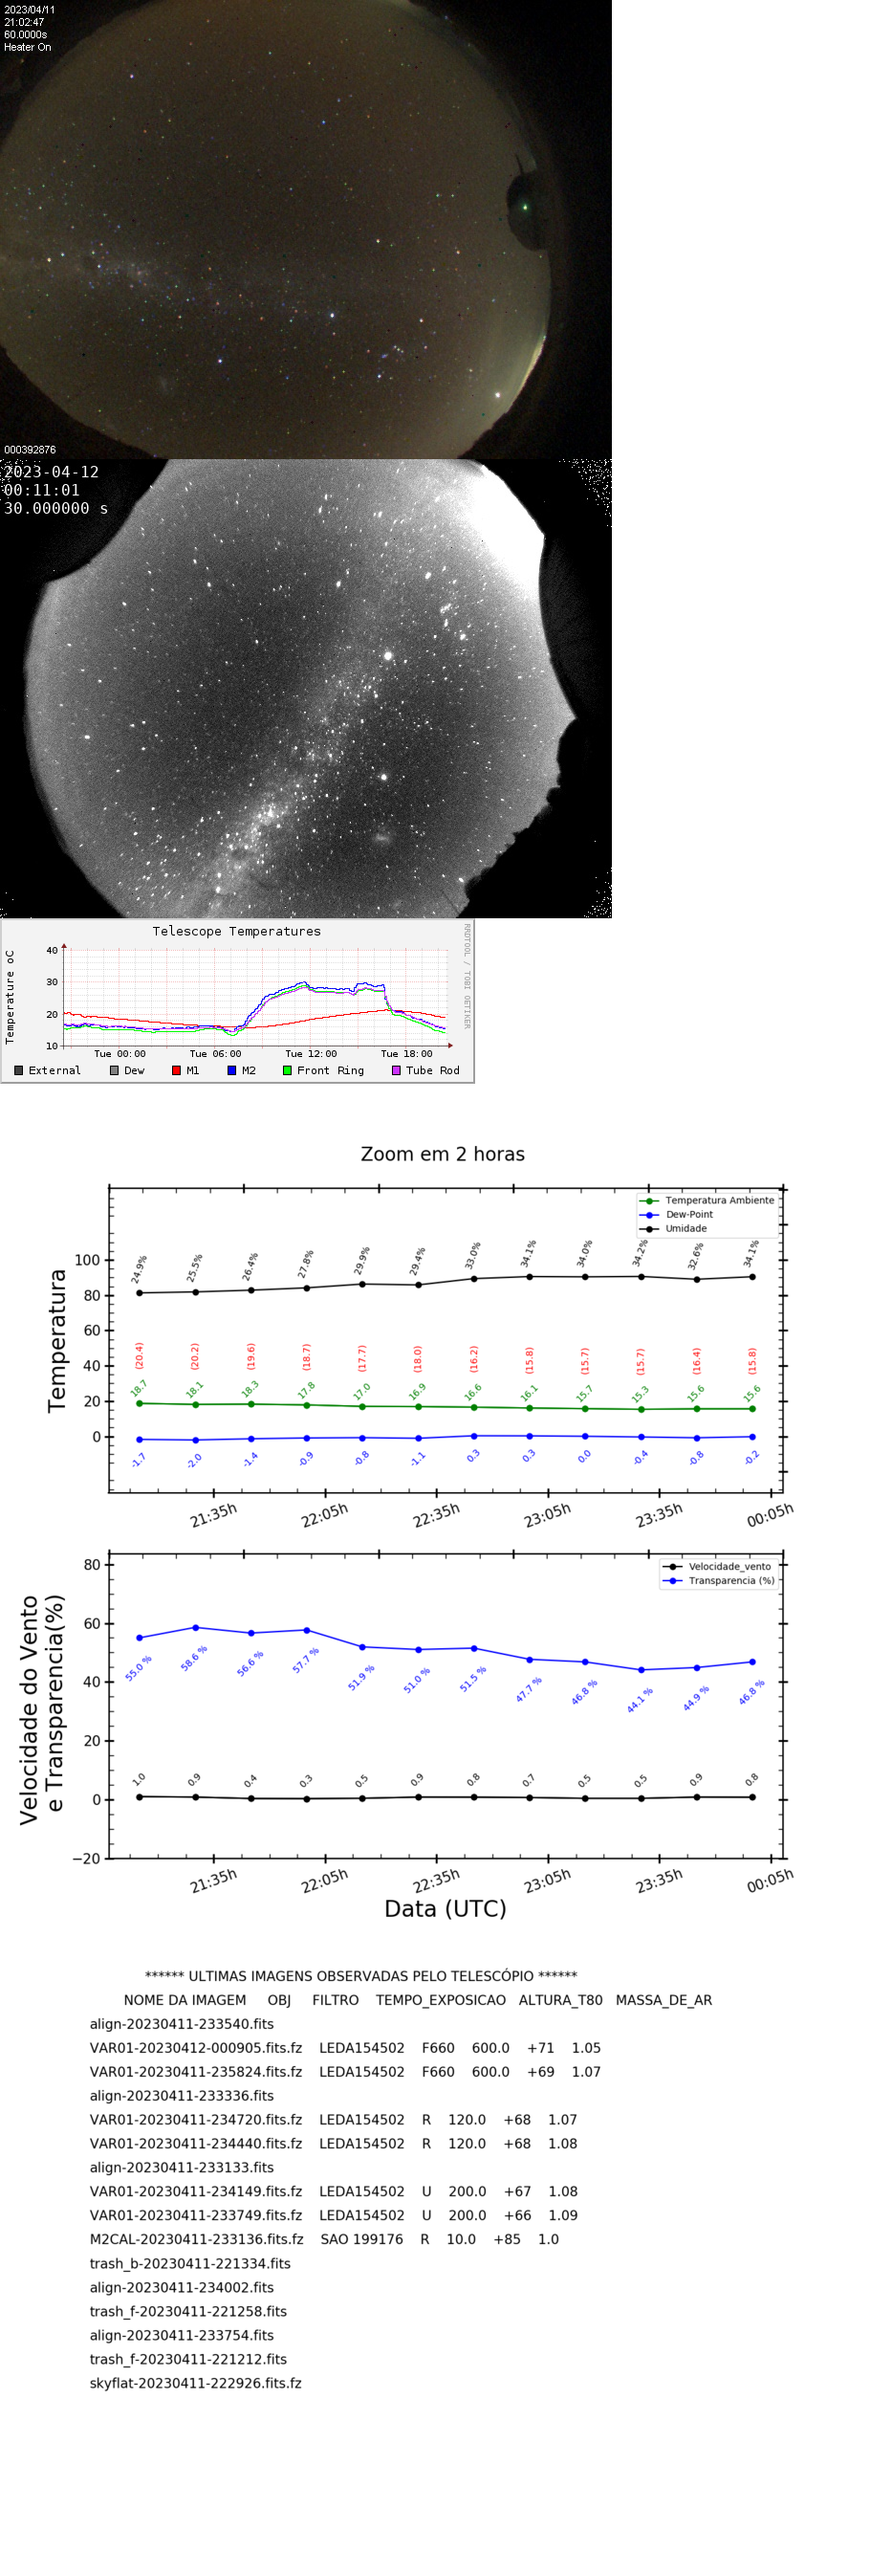 2023/04/11
21:02:47
60.0000s
Heater On
000392876
2023-04-12
00:11:01
30.000000 s
Telescope Temperatures
RRDTOOL / TOBI OETIKER
Temperature oC
40
30
20
10
Tue 00:00 Tue 06:00 Tue 12:00 Tue 18:00
External Dew M1 M2 Front Ring Tube Rod
Zoom em 2 horas
Temperatura Ambiente
Dew-Point
Umidade
Temperatura
100
80
60
40
20
0
24.9% 25.5% 26.4% 27.8% 29.9% 29.4% 33.0% 34.1% 34.0% 34.2% 32.6% 34.1%
(20.4) (20.2) (19.6) (18.7) (17.7) (18.0) (16.2) (15.8) (15.7) (15.7) (16.4) (15.8)
18.7 18.1 18.3 17.8 17.0 16.9 16.6 16.1 15.7 15.3 15.6 15.6
-1.7 -2.0 -1.4 -0.9 -0.8 -1.1 0.3 0.3 0.0 -0.4 -0.8 -0.2
21:35h 22:05h 22:35h 23:05h 23:35h 00:05h
Velocidade_vento
Transparencia (%)
Velocidade do Vento
e Transparencia(%)
80
60
40
20
0
−20
55.0 % 58.6 % 56.6 % 57.7 % 51.9 % 51.0 % 51.5 % 47.7 % 46.8 % 44.1 % 44.9 % 46.8 %
1.0 0.9 0.4 0.3 0.5 0.9 0.8 0.7 0.5 0.5 0.9 0.8
21:35h 22:05h 22:35h 23:05h 23:35h 00:05h
Data (UTC)
****** ULTIMAS IMAGENS OBSERVADAS PELO TELESCÓPIO ******
NOME DA IMAGEM OBJ FILTRO TEMPO_EXPOSICAO ALTURA_T80 MASSA_DE_AR
align-20230411-233540.fits
VAR01-20230412-000905.fits.fz LEDA154502 F660 600.0 +71 1.05
VAR01-20230411-235824.fits.fz LEDA154502 F660 600.0 +69 1.07
align-20230411-233336.fits
VAR01-20230411-234720.fits.fz LEDA154502 R 120.0 +68 1.07
VAR01-20230411-234440.fits.fz LEDA154502 R 120.0 +68 1.08
align-20230411-233133.fits
VAR01-20230411-234149.fits.fz LEDA154502 U 200.0 +67 1.08
VAR01-20230411-233749.fits.fz LEDA154502 U 200.0 +66 1.09
M2CAL-20230411-233136.fits.fz SAO 199176 R 10.0 +85 1.0
trash_b-20230411-221334.fits
align-20230411-234002.fits
trash_f-20230411-221258.fits
align-20230411-233754.fits
trash_f-20230411-221212.fits
skyflat-20230411-222926.fits.fz